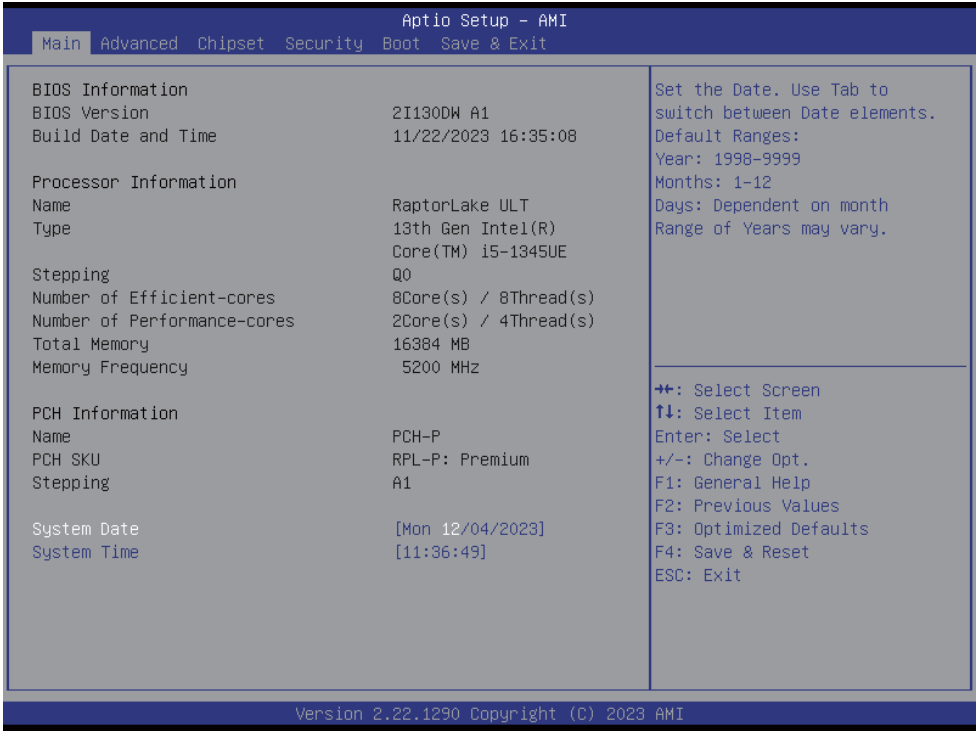 Aptio Setup – AMI
Main Advanced Chipset Security Boot Save & Exit
BIOS Information
BIOS Version 2I130DW A1
Build Date and Time 11/22/2023 16:35:08
Processor Information
Name RaptorLake ULT
Type 13th Gen Intel(R)
Core(TM) i5-1345UE
Stepping Q0
Number of Efficient-cores 8Core(s) / 8Thread(s)
Number of Performance-cores 2Core(s) / 4Thread(s)
Total Memory 16384 MB
Memory Frequency 5200 MHz
PCH Information
Name PCH-P
PCH SKU RPL-P: Premium
Stepping A1
System Date [Mon 12/04/2023]
System Time [11:36:49]
Set the Date. Use Tab to
switch between Date elements.
Default Ranges:
Year: 1998-9999
Months: 1-12
Days: Dependent on month
Range of Years may vary.
→←: Select Screen
↑↓: Select Item
Enter: Select
+/-: Change Opt.
F1: General Help
F2: Previous Values
F3: Optimized Defaults
F4: Save & Reset
ESC: Exit
Version 2.22.1290 Copyright (C) 2023 AMI